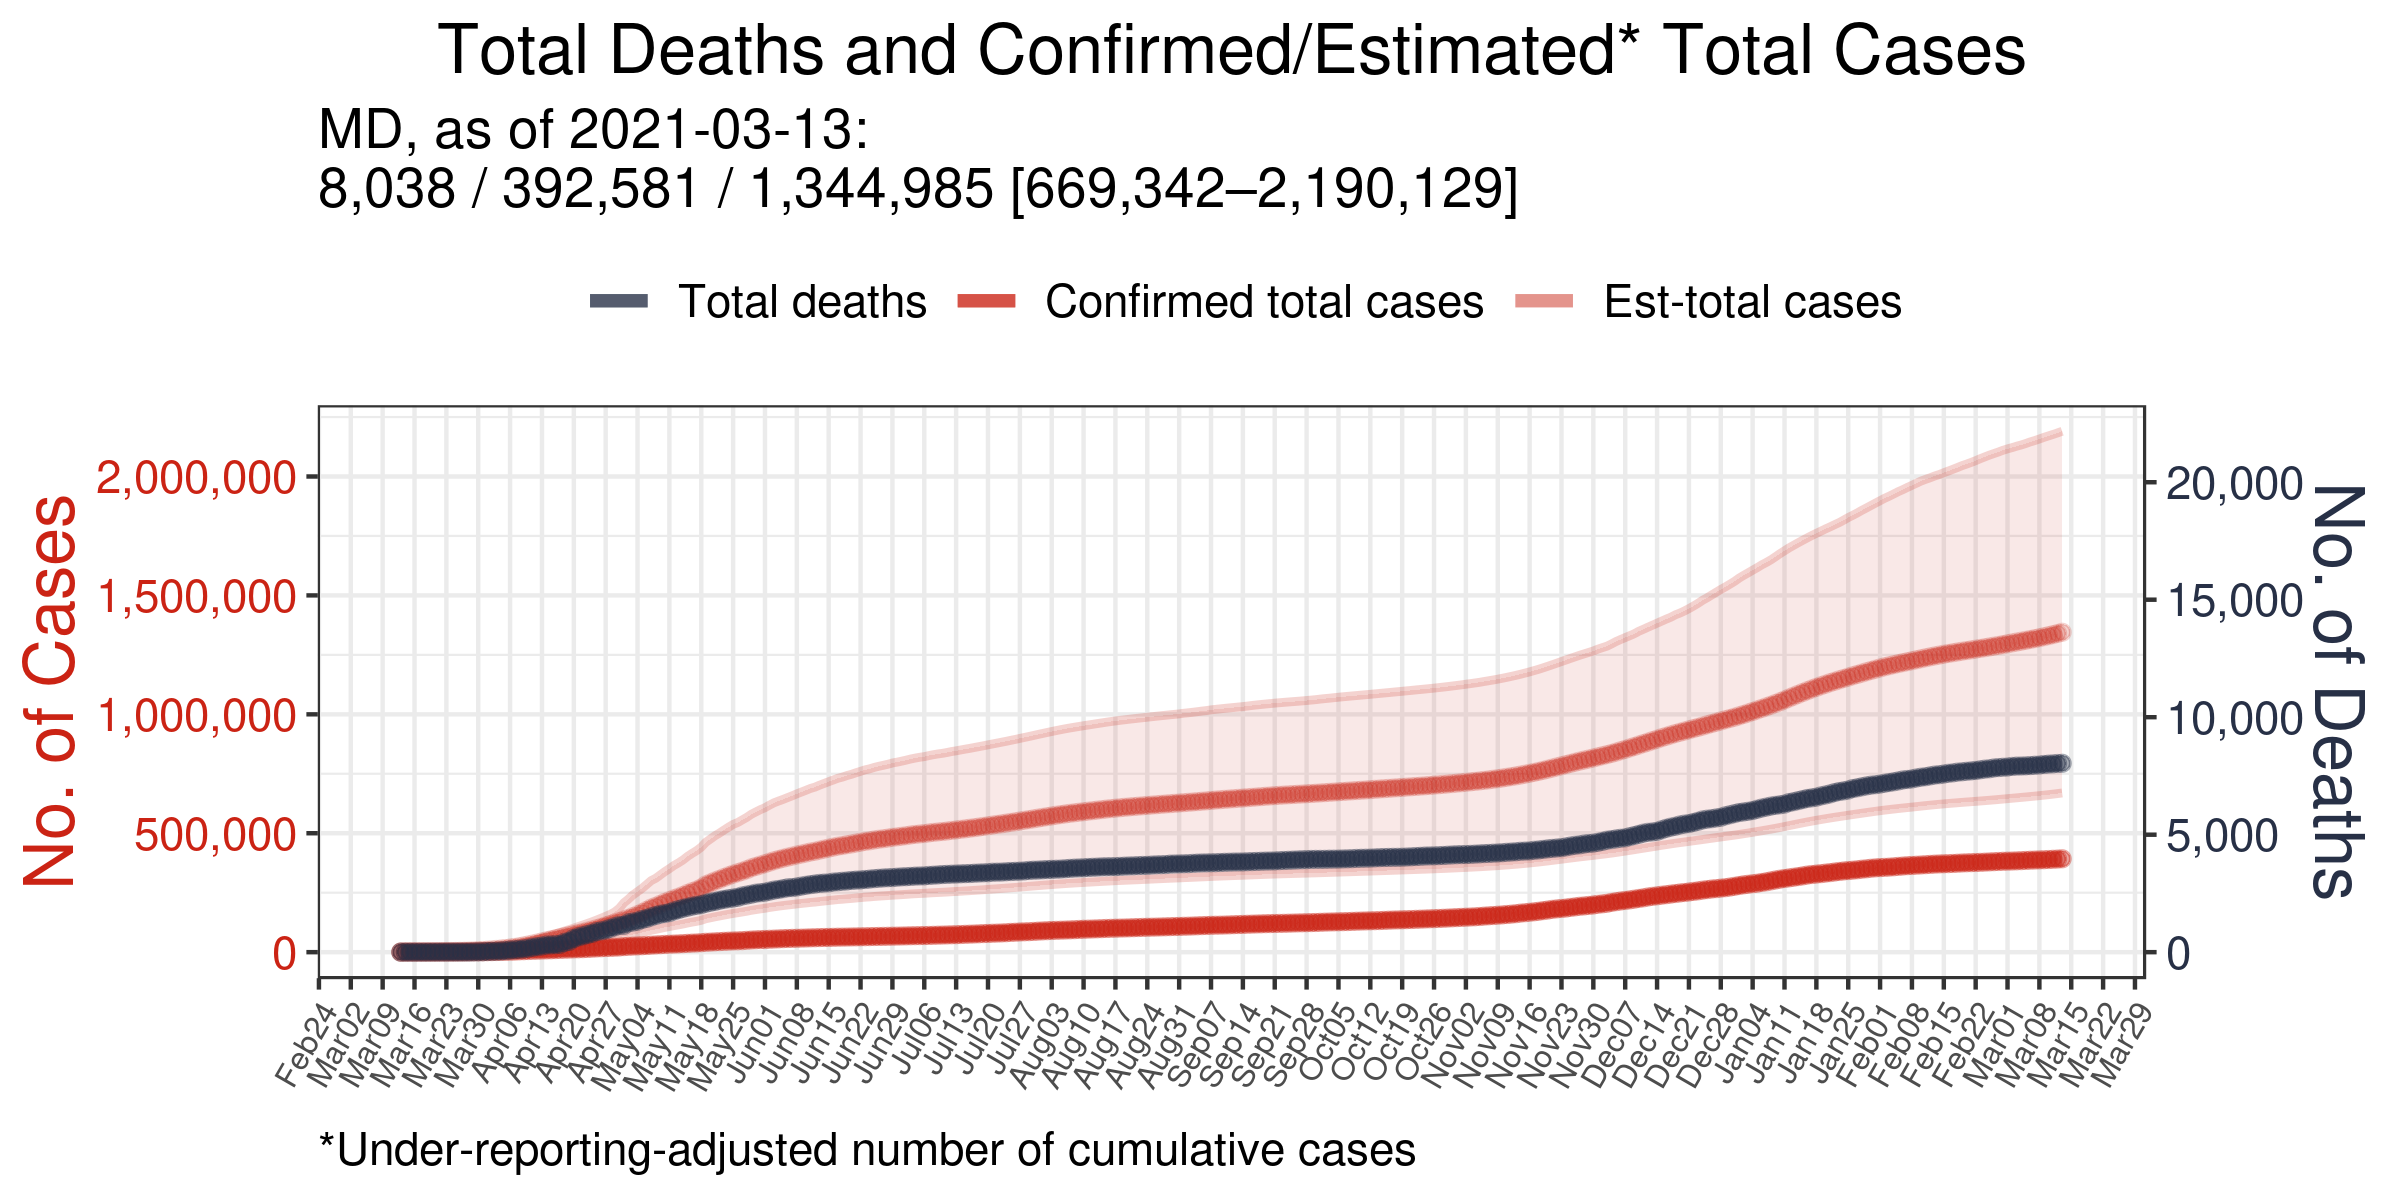 Total Deaths and Confirmed/Estimated* Total Cases
MD, as of 2021-03-13:
8,038 / 392,581 / 1,344,985 [669,342–2,190,129]
Total deaths
Confirmed total cases
Est-total cases
No. of Cases
2,000,000
1,500,000
1,000,000
500,000
0
20,000
15,000
10,000
5,000
0
No. of Deaths
Feb24
Mar02
Mar09
Mar16
Mar23
Mar30
Apr06
Apr13
Apr20
Apr27
May04
May11
May18
May25
Jun01
Jun08
Jun15
Jun22
Jun29
Jul06
Jul13
Jul20
Jul27
Aug03
Aug10
Aug17
Aug24
Aug31
Sep07
Sep14
Sep21
Sep28
Oct05
Oct12
Oct19
Oct26
Nov02
Nov09
Nov16
Nov23
Nov30
Dec07
Dec14
Dec21
Dec28
Jan04
Jan11
Jan18
Jan25
Feb01
Feb08
Feb15
Feb22
Mar01
Mar08
Mar15
Mar22
Mar29
*Under-reporting-adjusted number of cumulative cases